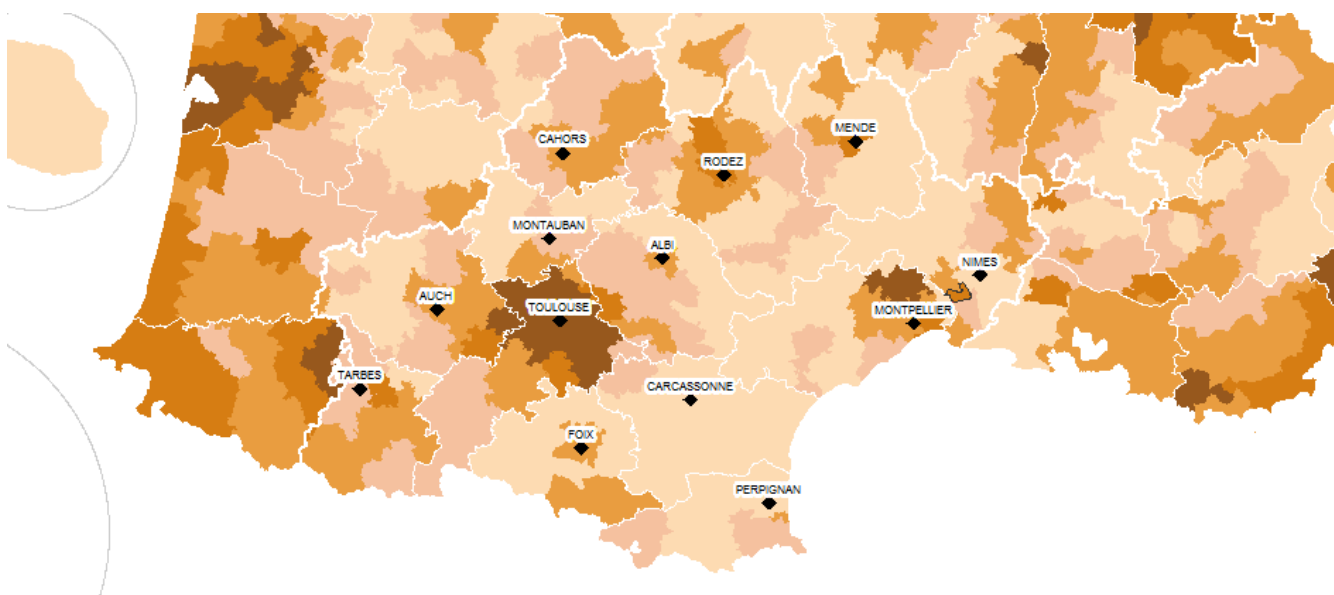 CAHORS
MENDE
RODEZ
MONTAUBAN
ALBI
NIMES
AUCH
TOULOUSE
MONTPELLIER
TARBES
CARCASSONNE
FOIX
PERPIGNAN